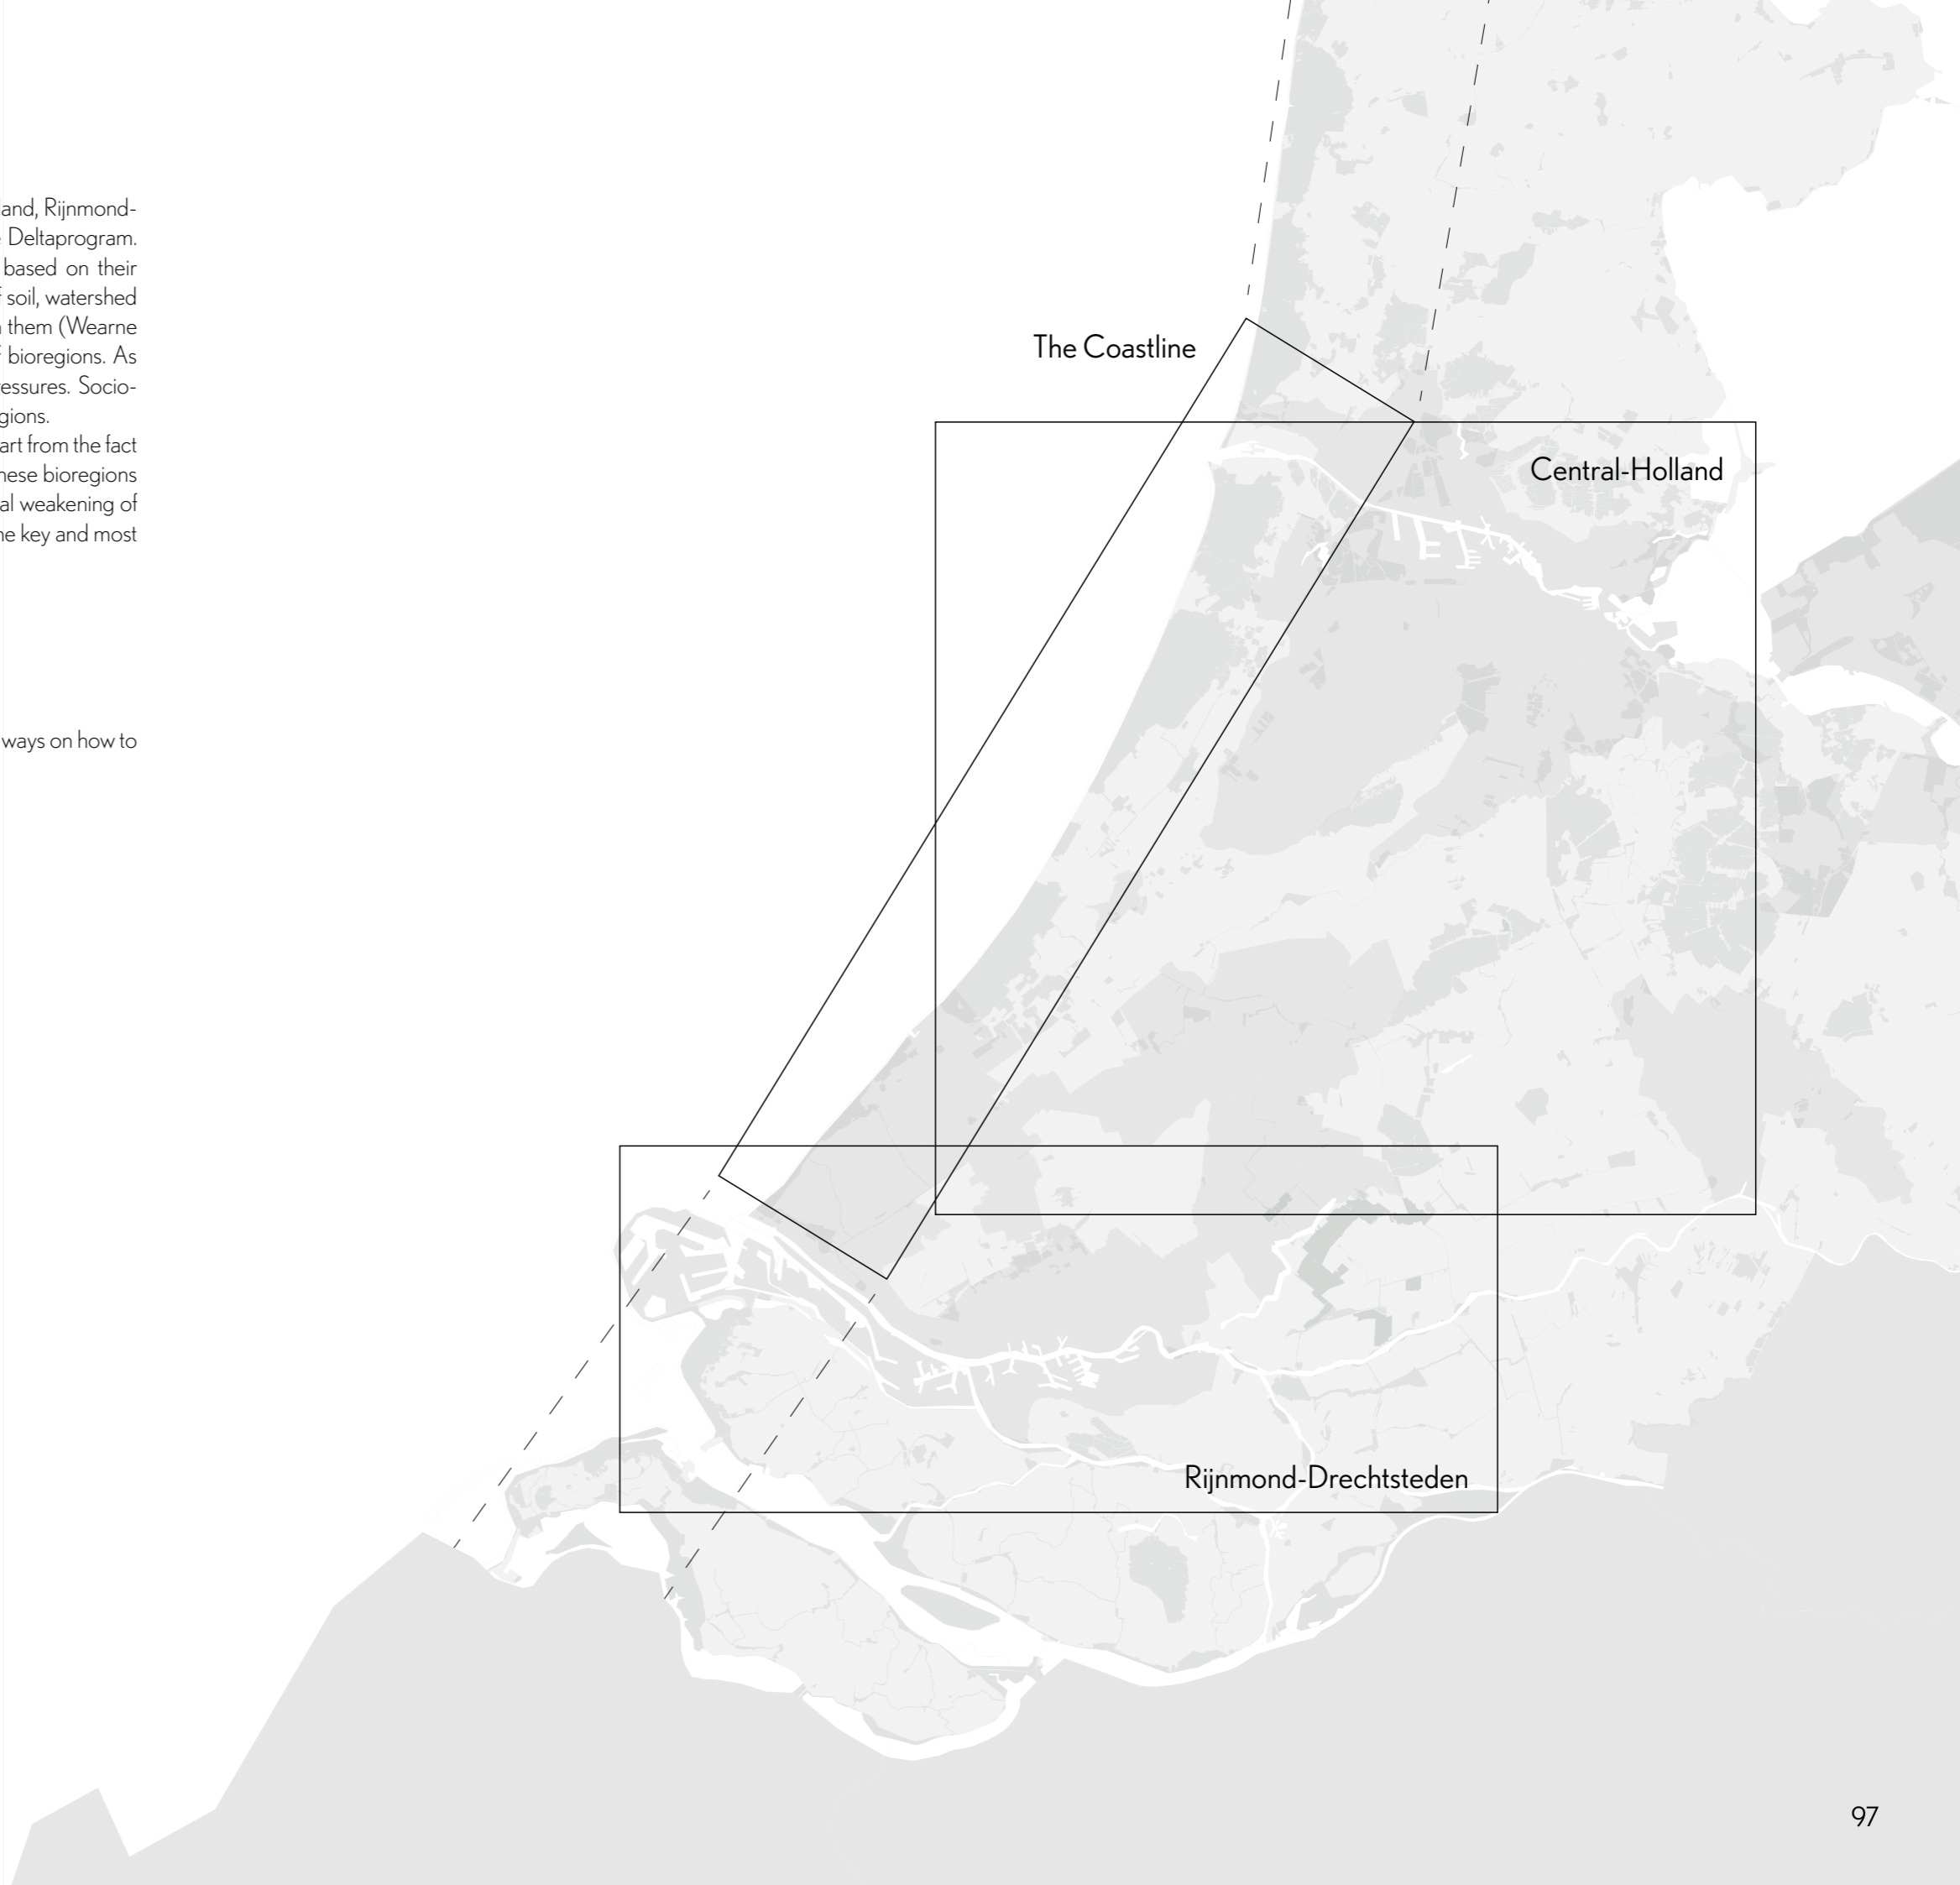 and, Rijnmond-
Deltaprogram.
based on their
soil, watershed
them (Wearne
bioregions. As
essures. Socio-
gions.
art from the fact
hese bioregions
al weakening of
he key and most
ways on how to
The Coastline
Central-Holland
Rijnmond-Drechtsteden
97